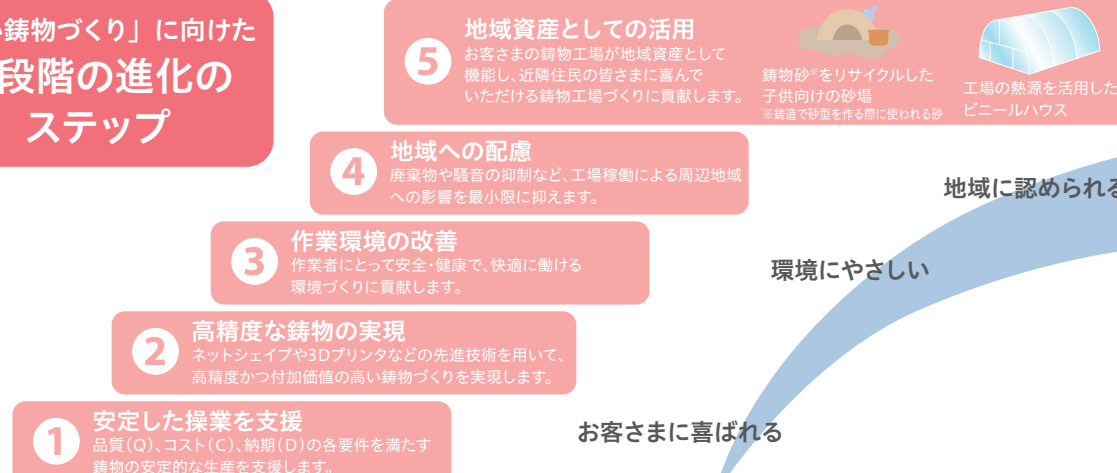 い鋳物づくり」に向けた
段階の進化の
ステップ
5
地域資産としての活用
お客さまの鋳物工場が地域資産として
機能し、近隣住民の皆さまに喜んで
いただける鋳物工場づくりに貢献します。
鋳物砂※をリサイクルした
子供向けの砂場
※鋳造で砂型を作る際に使われる砂
工場の熱源を活用した
ビニールハウス
4
地域への配慮
廃棄物や騒音の抑制など、工場稼働による周辺地域
への影響を最小限に抑えます。
地域に認められる
3
作業環境の改善
作業者にとって安全・健康で、快適に働ける
環境づくりに貢献します。
環境にやさしい
2
高精度な鋳物の実現
ネットシェイプや3Dプリンタなどの先進技術を用いて、
高精度かつ付加価値の高い鋳物づくりを実現します。
1
安定した操業を支援
品質(Q)、コスト(C)、納期(D)の各要件を満たす
鋳物の安定的な生産を支援します。
お客さまに喜ばれる